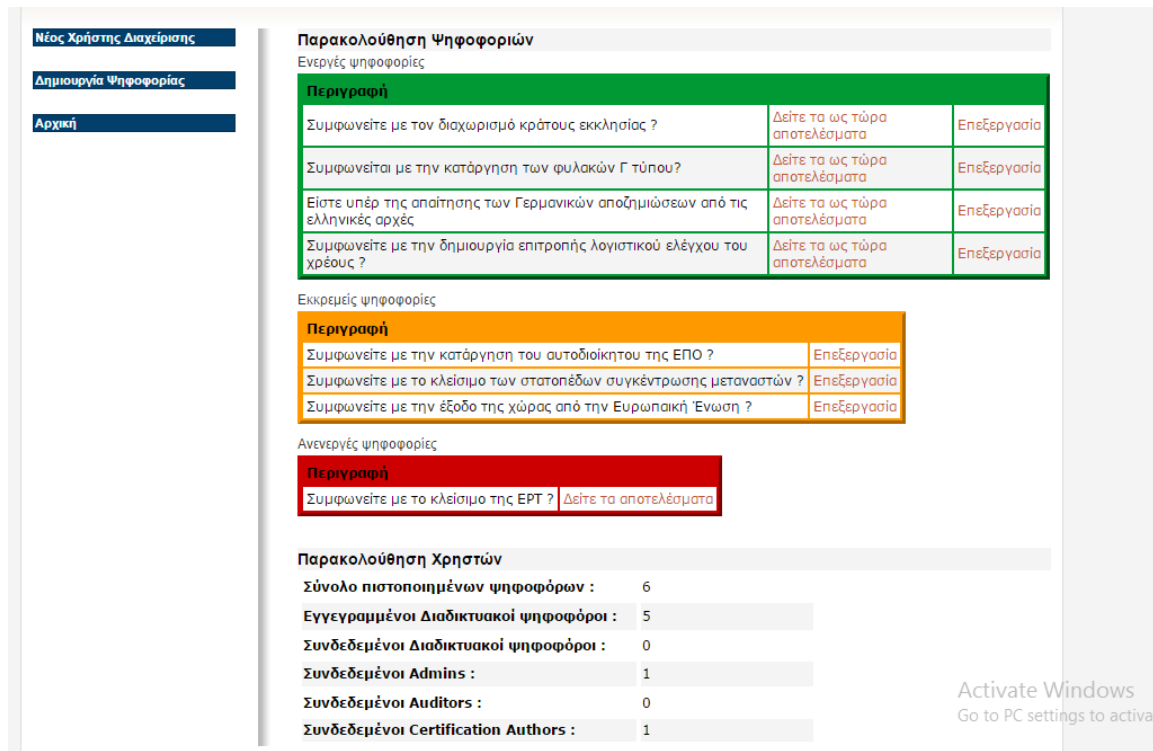 Νέος Χρήστης Διαχείρισης
Δημιουργία Ψηφοφορίας
Αρχική
Παρακολούθηση Ψηφοφοριών
Ενεργές ψηφοφορίες
Περιγραφή
Συμφωνείτε με τον διαχωρισμό κράτους εκκλησίας ?
Δείτε τα ως τώρα
αποτελέσματα
Επεξεργασία
Συμφωνείται με την κατάργηση των φυλακών Γ τύπου?
Δείτε τα ως τώρα
αποτελέσματα
Επεξεργασία
Είστε υπέρ της απαίτησης των Γερμανικών αποζημιώσεων από τις
ελληνικές αρχές
Δείτε τα ως τώρα
αποτελέσματα
Επεξεργασία
Συμφωνείτε με την δημιουργία επιτροπής λογιστικού ελέγχου του
χρέους ?
Δείτε τα ως τώρα
αποτελέσματα
Επεξεργασία
Εκκρεμείς ψηφοφορίες
Περιγραφή
Συμφωνείτε με την κατάργηση του αυτοδιοίκητου της ΕΠΟ ? Επεξεργασία
Συμφωνείτε με το κλείσιμο των στατοπέδων συγκέντρωσης μεταναστών ? Επεξεργασία
Συμφωνείτε με την έξοδο της χώρας από την Ευρωπαική Ένωση ? Επεξεργασία
Ανενεργές ψηφοφορίες
Περιγραφή
Συμφωνείτε με το κλείσιμο της ΕΡΤ ? Δείτε τα αποτελέσματα
Παρακολούθηση Χρηστών
Σύνολο πιστοποιημένων ψηφοφόρων : 6
Εγγεγραμμένοι Διαδικτυακοί ψηφοφόροι : 5
Συνδεδεμένοι Διαδικτυακοί ψηφοφόροι : 0
Συνδεδεμένοι Admins : 1
Συνδεδεμένοι Auditors : 0
Συνδεδεμένοι Certification Authors : 1
Activate Windows
Go to PC settings to activa